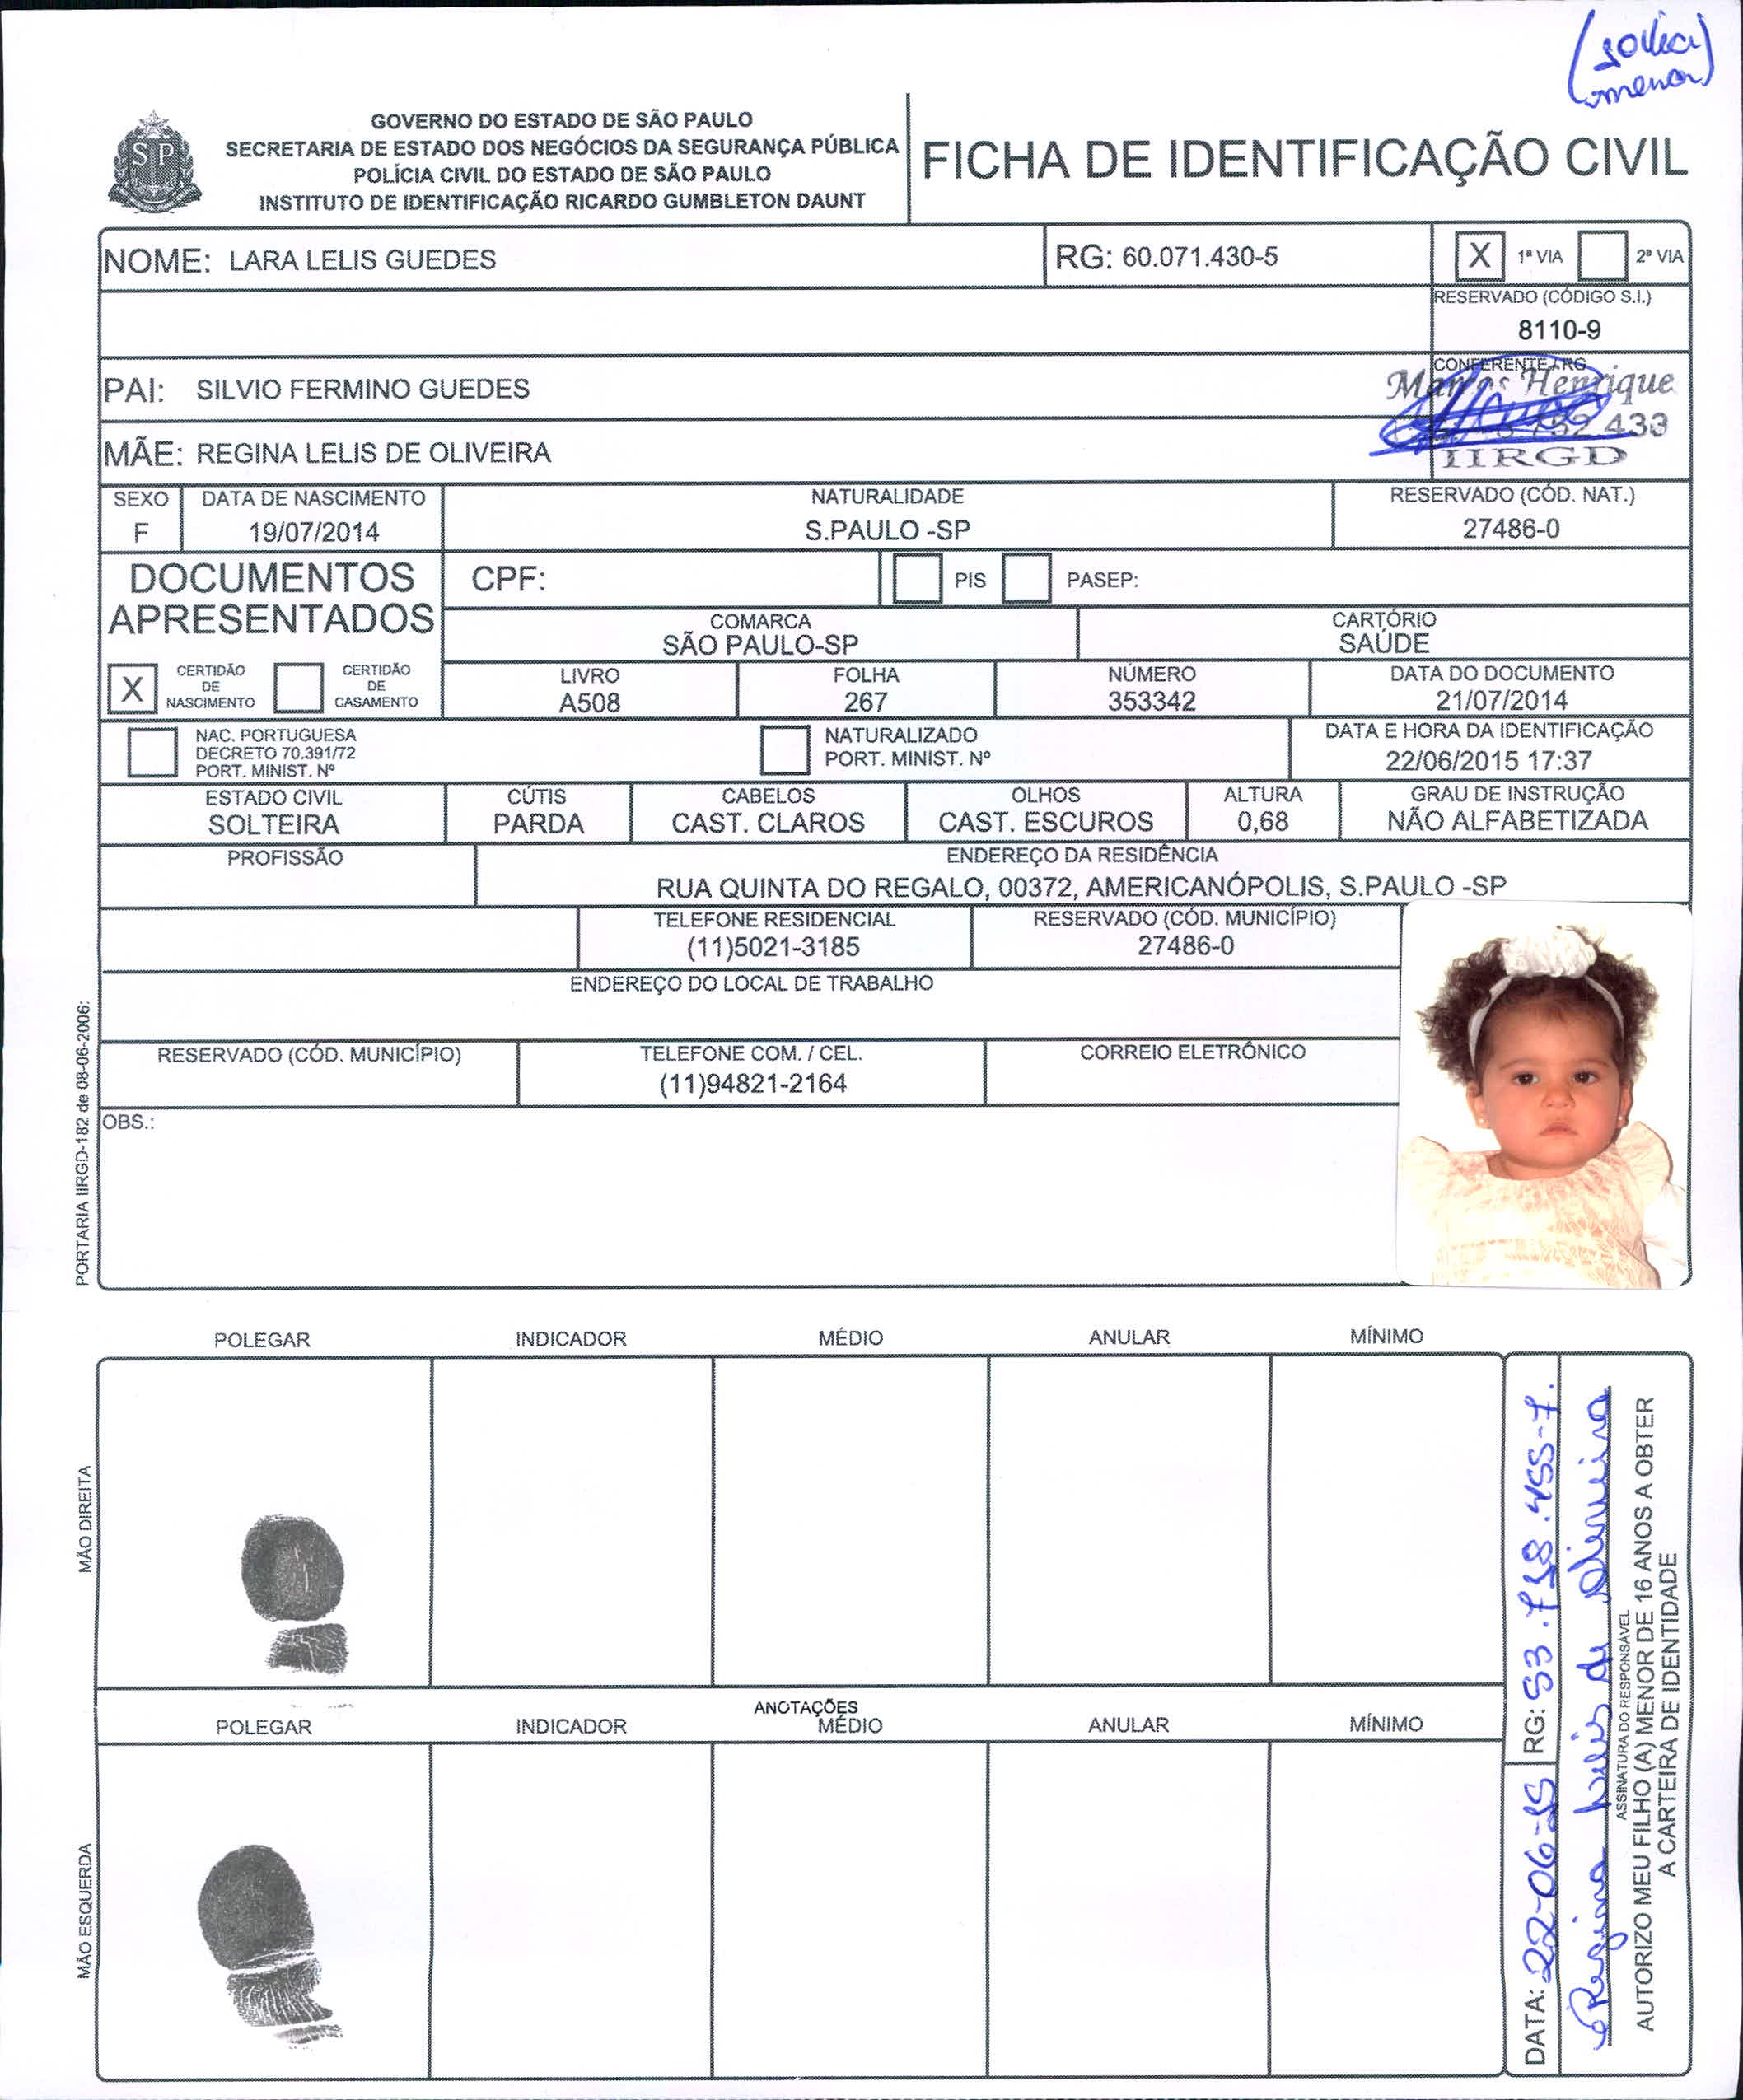 (solicia
menor)
GOVERNO DO ESTADO DE SÃO PAULO
SECRETARIA DE ESTADO DOS NEGÓCIOS DA SEGURANÇA PÚBLICA
POLÍCIA CIVIL DO ESTADO DE SÃO PAULO
INSTITUTO DE IDENTIFICAÇÃO RICARDO GUMBLETON DAUNT
SP
FICHA DE IDENTIFICAÇÃO CIVIL
NOME: LARA LELIS GUEDES
RG: 60.071.430-5
X 1ª VIA 2ª VIA
RESERVADO (CÓDIGO S.I.)
8110-9
PAI: SILVIO FERMINO GUEDES
CONFERENTE RG
Marcos Henrique
433
IIRGD
MÃE: REGINA LELIS DE OLIVEIRA
SEXO DATA DE NASCIMENTO NATURALIDADE RESERVADO (CÓD. NAT.)
F 19/07/2014 S.PAULO -SP 27486-0
DOCUMENTOS
APRESENTADOS
CPF: PIS PASEP:
COMARCA CARTÓRIO
SÃO PAULO-SP SAÚDE
X CERTIDÃO DE NASCIMENTO CERTIDÃO DE CASAMENTO
LIVRO FOLHA NÚMERO DATA DO DOCUMENTO
A508 267 353342 21/07/2014
NAC. PORTUGUESA
DECRETO 70.391/72
PORT. MINIST. Nº
NATURALIZADO
PORT. MINIST. Nº
DATA E HORA DA IDENTIFICAÇÃO
22/06/2015 17:37
ESTADO CIVIL CÚTIS CABELOS OLHOS ALTURA GRAU DE INSTRUÇÃO
SOLTEIRA PARDA CAST. CLAROS CAST. ESCUROS 0,68 NÃO ALFABETIZADA
PROFISSÃO ENDEREÇO DA RESIDÊNCIA
RUA QUINTA DO REGALO, 00372, AMERICANÓPOLIS, S.PAULO -SP
TELEFONE RESIDENCIAL RESERVADO (CÓD. MUNICÍPIO)
(11)5021-3185 27486-0
ENDEREÇO DO LOCAL DE TRABALHO
RESERVADO (CÓD. MUNICÍPIO) TELEFONE COM. / CEL. CORREIO ELETRÔNICO
(11)94821-2164
OBS.:
PORTARIA IIRGD-182 de 08-06-2006:
POLEGAR INDICADOR MÉDIO ANULAR MÍNIMO
MÃO DIREITA
ANOTAÇÕES
POLEGAR INDICADOR MÉDIO ANULAR MÍNIMO
MÃO ESQUERDA
DATA: 22-06-15 RG: 53.718.455-7.
Regina Lelis de Oliveira
ASSINATURA DO RESPONSÁVEL
AUTORIZO MEU FILHO (A) MENOR DE 16 ANOS A OBTER
A CARTEIRA DE IDENTIDADE